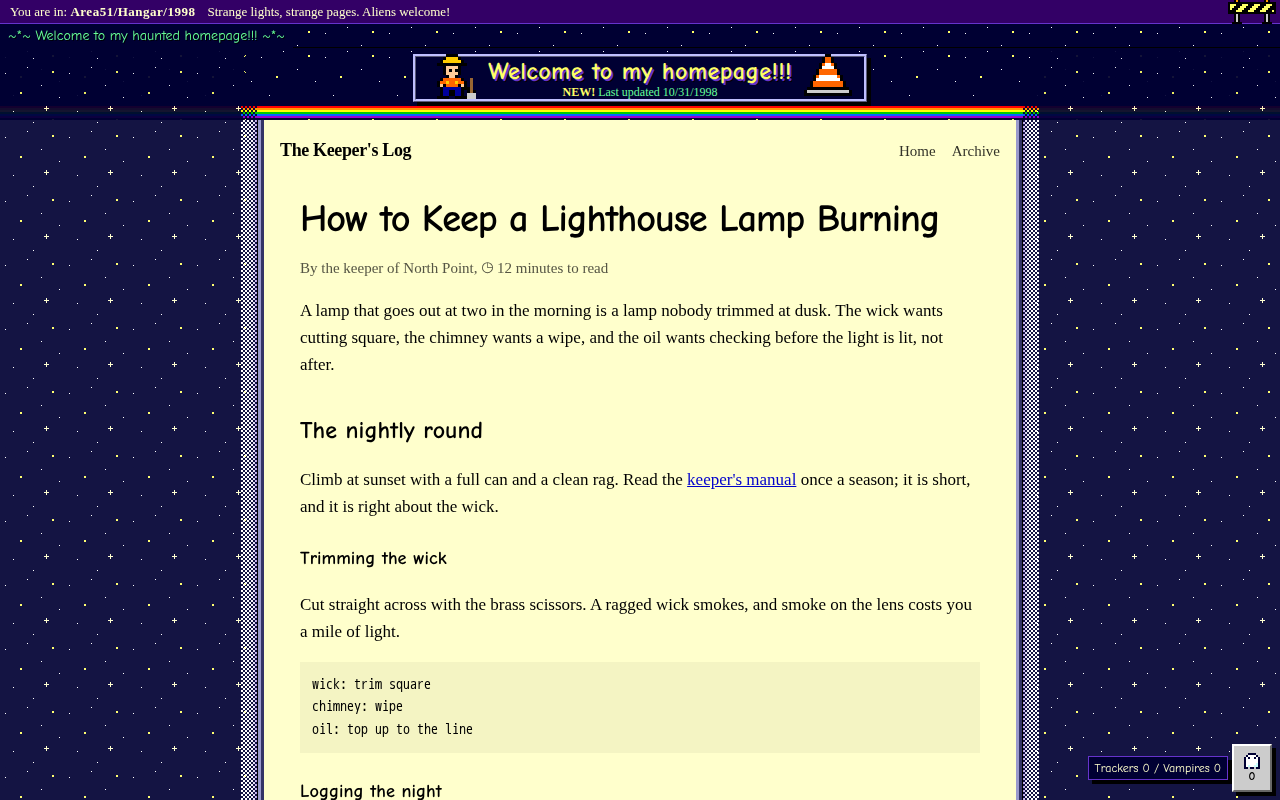 You are in: Area51/Hangar/1998 Strange lights, strange pages. Aliens welcome!
~*~ Welcome to my haunted homepage!!! ~*~
Welcome to my homepage!!!
NEW! Last updated 10/31/1998
The Keeper's Log Home Archive
How to Keep a Lighthouse Lamp Burning
By the keeper of North Point, 12 minutes to read
A lamp that goes out at two in the morning is a lamp nobody trimmed at dusk. The wick wants
cutting square, the chimney wants a wipe, and the oil wants checking before the light is lit, not
after.
The nightly round
Climb at sunset with a full can and a clean rag. Read the keeper's manual once a season; it is short,
and it is right about the wick.
Trimming the wick
Cut straight across with the brass scissors. A ragged wick smokes, and smoke on the lens costs you
a mile of light.
wick: trim square
chimney: wipe
oil: top up to the line
Logging the night
Trackers 0 / Vampires 0
0